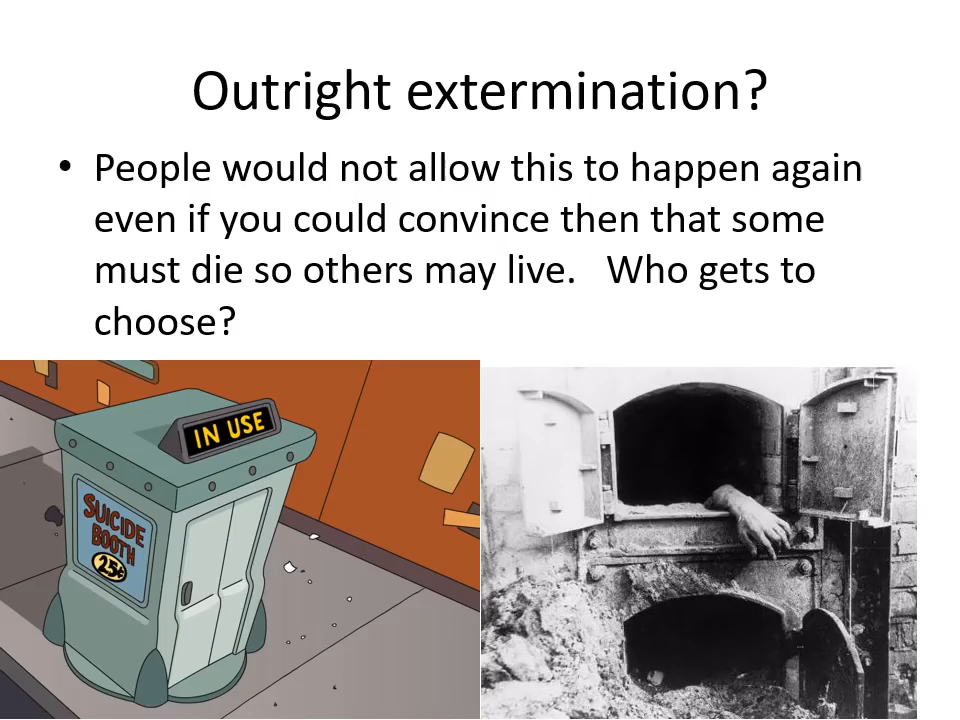 Outright extermination?
• People would not allow this to happen again
even if you could convince then that some
must die so others may live.   Who gets to
choose?
IN USE
SUICIDE
BOOTH
25¢